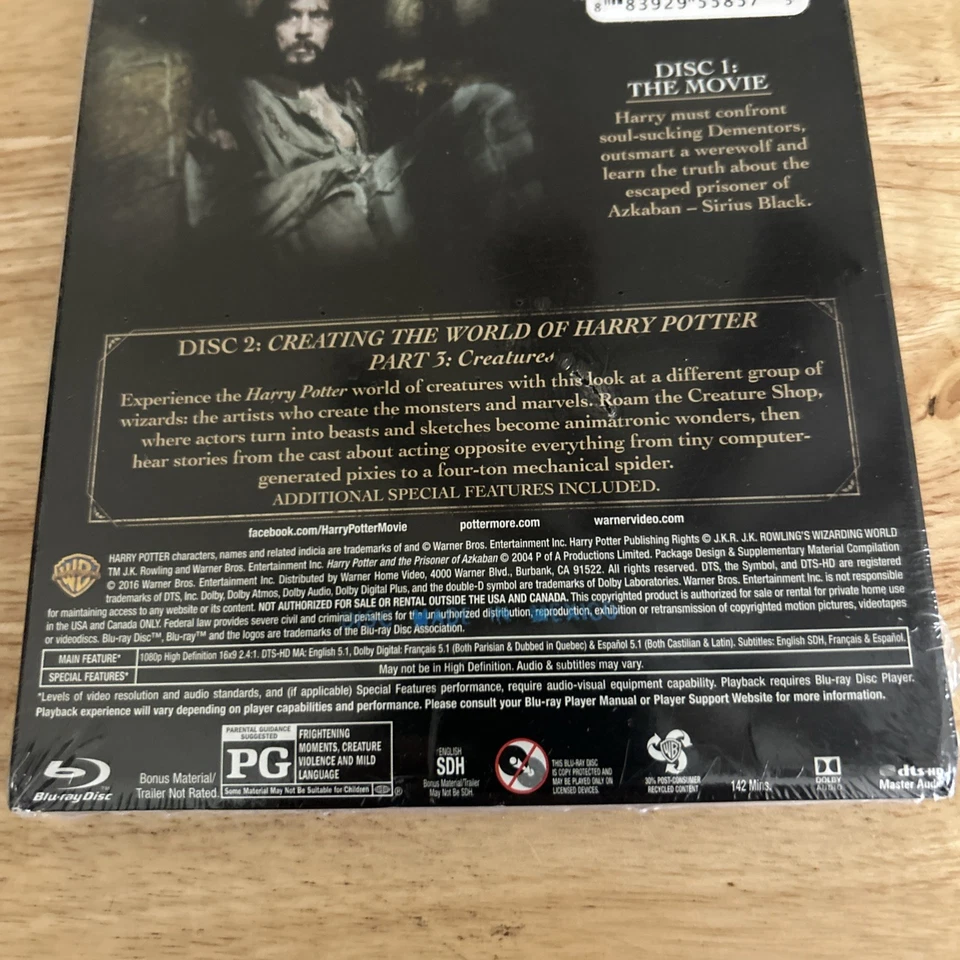 83929 55857 5
DISC 1:
THE MOVIE
Harry must confront
soul-sucking Dementors,
outsmart a werewolf and
learn the truth about the
escaped prisoner of
Azkaban – Sirius Black.
DISC 2: CREATING THE WORLD OF HARRY POTTER
PART 3: Creatures
Experience the Harry Potter world of creatures with this look at a different group of
wizards: the artists who create the monsters and marvels. Roam the Creature Shop,
where actors turn into beasts and sketches become animatronic wonders, then
hear stories from the cast about acting opposite everything from tiny computer-
generated pixies to a four-ton mechanical spider.
ADDITIONAL SPECIAL FEATURES INCLUDED.
facebook.com/HarryPotterMovie pottermore.com warnervideo.com
HARRY POTTER characters, names and related indicia are trademarks of and © Warner Bros. Entertainment Inc. Harry Potter Publishing Rights © J.K.R. J.K. ROWLING'S WIZARDING WORLD
TM J.K. Rowling and Warner Bros. Entertainment Inc. Harry Potter and the Prisoner of Azkaban © 2004 P of A Productions Limited. Package Design & Supplementary Material Compilation
© 2016 Warner Bros. Entertainment Inc. Distributed by Warner Home Video, 4000 Warner Blvd., Burbank, CA 91522. All rights reserved. DTS, the Symbol, and DTS-HD are registered
trademarks of DTS, Inc. Dolby, Dolby Atmos, Dolby Audio, Dolby Digital Plus, and the double-D symbol are trademarks of Dolby Laboratories. Warner Bros. Entertainment Inc. is not responsible
for maintaining access to any website or its content. NOT AUTHORIZED FOR SALE OR RENTAL OUTSIDE THE USA AND CANADA. This copyrighted product is authorized for sale or rental for private home use
in the USA and Canada ONLY. Federal law provides severe civil and criminal penalties for the unauthorized distribution, reproduction, exhibition or retransmission of copyrighted motion pictures, videotapes
or videodiscs. Blu-ray Disc™, Blu-ray™ and the logos are trademarks of the Blu-ray Disc Association.
MADE IN MEXICO
MAIN FEATURE* 1080p High Definition 16x9 2.4:1. DTS-HD MA: English 5.1, Dolby Digital: Français 5.1 (Both Parisian & Dubbed in Quebec) & Español 5.1 (Both Castilian & Latin). Subtitles: English SDH, Français & Español.
SPECIAL FEATURES* May not be in High Definition. Audio & subtitles may vary.
*Levels of video resolution and audio standards, and (if applicable) Special Features performance, require audio-visual equipment capability. Playback requires Blu-ray Disc Player.
Playback experience will vary depending on player capabilities and performance. Please consult your Blu-ray Player Manual or Player Support Website for more information.
Blu-ray Disc
Bonus Material/
Trailer Not Rated.
PARENTAL GUIDANCE
SUGGESTED
PG
FRIGHTENING
MOMENTS, CREATURE
VIOLENCE AND MILD
LANGUAGE
Some Material May Not Be Suitable for Children ®
ENGLISH
SDH
Bonus Material/Trailer
May Not Be SDH.
THIS BLU-RAY DISC
IS COPY PROTECTED AND
MAY BE PLAYED ONLY ON
LICENSED DEVICES.
WB
30% POST-CONSUMER
RECYCLED CONTENT
142 Mins.
DOLBY
AUDIO
dts-HD